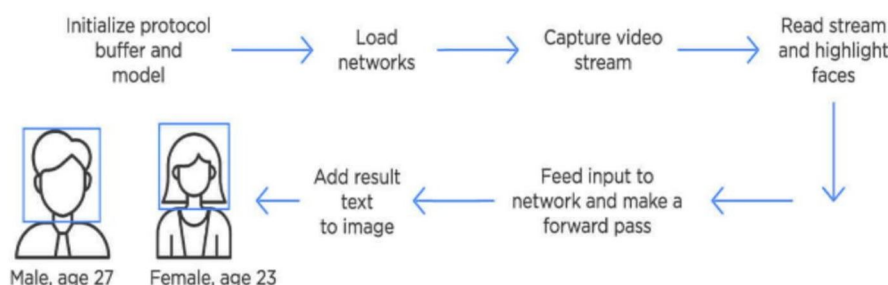 Initialize protocol
buffer and
model
Load
networks
Capture video
stream
Read stream
and highlight
faces
Feed input to
network and make a
forward pass
Add result
text
to image
Male, age 27
Female, age 23